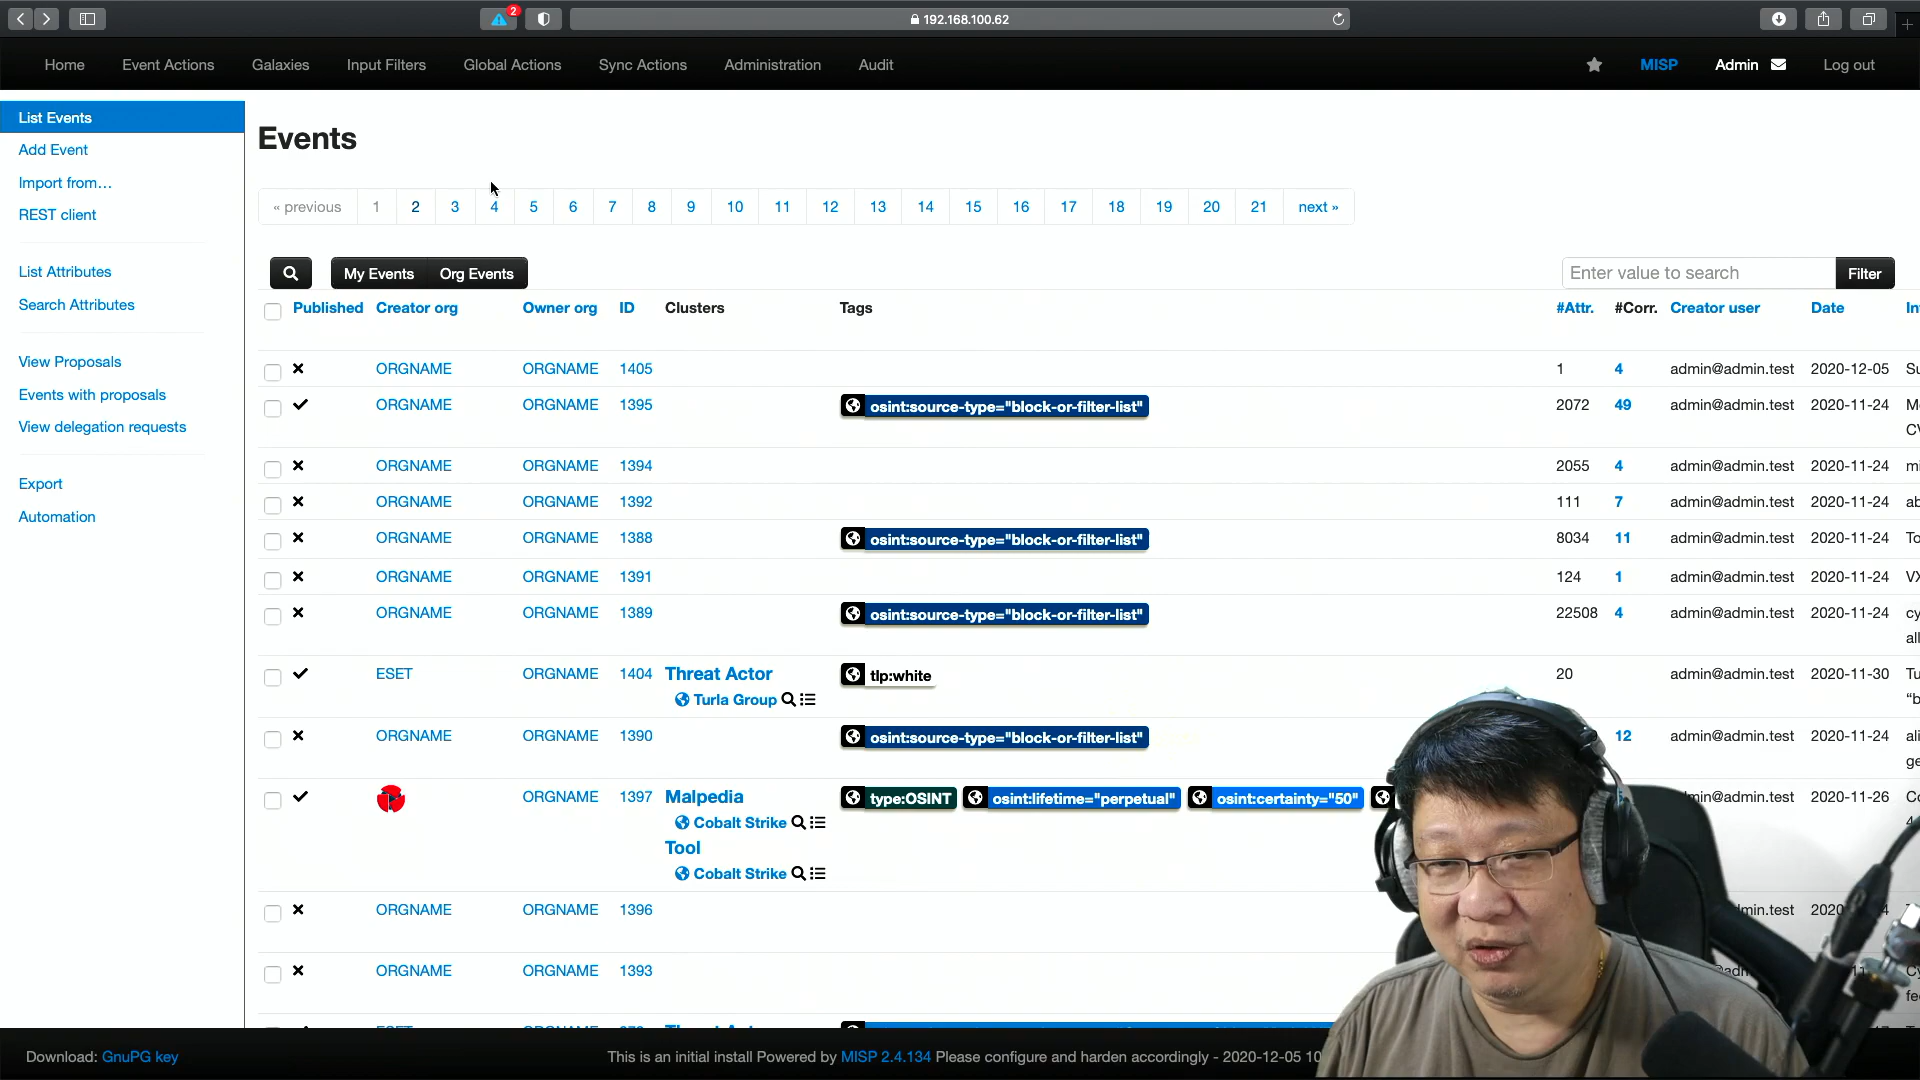 2
192.168.100.62
Home Event Actions Galaxies Input Filters Global Actions Sync Actions Administration Audit MISP Admin Log out
List Events
Add Event
Import from…
REST client
List Attributes
Search Attributes
View Proposals
Events with proposals
View delegation requests
Export
Automation
Events
« previous 1 2 3 4 5 6 7 8 9 10 11 12 13 14 15 16 17 18 19 20 21 next »
My Events Org Events Enter value to search Filter
Published Creator org Owner org ID Clusters Tags #Attr. #Corr. Creator user Date
ORGNAME ORGNAME 1405 1 4 admin@admin.test 2020-12-05
ORGNAME ORGNAME 1395 osint:source-type="block-or-filter-list" 2072 49 admin@admin.test 2020-11-24
ORGNAME ORGNAME 1394 2055 4 admin@admin.test 2020-11-24
ORGNAME ORGNAME 1392 111 7 admin@admin.test 2020-11-24
ORGNAME ORGNAME 1388 osint:source-type="block-or-filter-list" 8034 11 admin@admin.test 2020-11-24
ORGNAME ORGNAME 1391 124 1 admin@admin.test 2020-11-24
ORGNAME ORGNAME 1389 osint:source-type="block-or-filter-list" 22508 4 admin@admin.test 2020-11-24
ESET ORGNAME 1404 Threat Actor tlp:white 20 admin@admin.test 2020-11-30
Turla Group
ORGNAME ORGNAME 1390 osint:source-type="block-or-filter-list" 12 admin@admin.test 2020-11-24
ORGNAME 1397 Malpedia type:OSINT osint:lifetime="perpetual" osint:certainty="50" 2020-11-26
Cobalt Strike
Tool
Cobalt Strike
ORGNAME ORGNAME 1396
ORGNAME ORGNAME 1393
Download: GnuPG key This is an initial install Powered by MISP 2.4.134 Please configure and harden accordingly - 2020-12-05 10